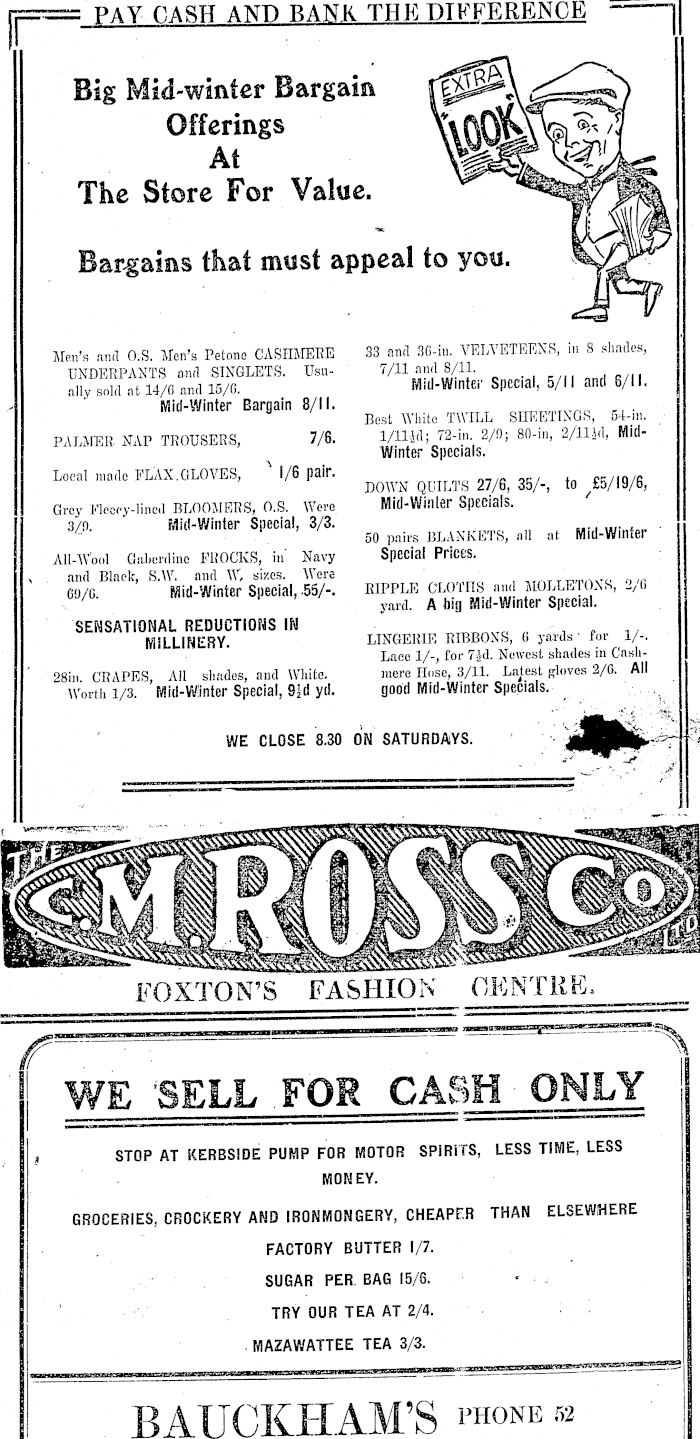 PAY CASH AND BANK THE DIFFERENCE
Big Mid-winter Bargain
Offerings
At
The Store For Value.
Bargains that must appeal to you.
EXTRA
"LOOK"
Men's and O.S. Men's Petone CASHMERE
UNDERPANTS and SINGLETS. Usu-
ally sold at 14/6 and 15/6.
Mid-Winter Bargain 8/11.
PALMER NAP TROUSERS, 7/6.
Local made FLAX GLOVES, 1/6 pair.
Grey Fleecy-lined BLOOMERS, O.S. Were
3/9. Mid-Winter Special, 3/3.
All-Wool Gaberdine FROCKS, in Navy
and Black, S.W. and W. sizes. Were
69/6. Mid-Winter Special, 55/-.
SENSATIONAL REDUCTIONS IN
MILLINERY.
28in. CRAPES, All shades, and White.
Worth 1/3. Mid-Winter Special, 9½d yd.
33 and 36-in. VELVETEENS, in 8 shades,
7/11 and 8/11.
Mid-Winter Special, 5/11 and 6/11.
Best White TWILL SHEETINGS, 54-in.
1/11½d; 72-in. 2/9; 80-in, 2/11½d, Mid-
Winter Specials.
DOWN QUILTS 27/6, 35/-, to £5/19/6,
Mid-Winter Specials.
50 pairs BLANKETS, all at Mid-Winter
Special Prices.
RIPPLE CLOTHS and MOLLETONS, 2/6
yard. A big Mid-Winter Special.
LINGERIE RIBBONS, 6 yards for 1/-.
Lace 1/-, for 7½d. Newest shades in Cash-
mere Hose, 3/11. Latest gloves 2/6. All
good Mid-Winter Specials.
WE CLOSE 8.30 ON SATURDAYS.
THE
C.M. ROSS Co
LTD
FOXTON'S FASHION CENTRE.
WE SELL FOR CASH ONLY
STOP AT KERBSIDE PUMP FOR MOTOR SPIRITS, LESS TIME, LESS
MONEY.
GROCERIES, CROCKERY AND IRONMONGERY, CHEAPER THAN ELSEWHERE
FACTORY BUTTER 1/7.
SUGAR PER BAG 15/6.
TRY OUR TEA AT 2/4.
MAZAWATTEE TEA 3/3.
BAUCKHAM'S PHONE 52